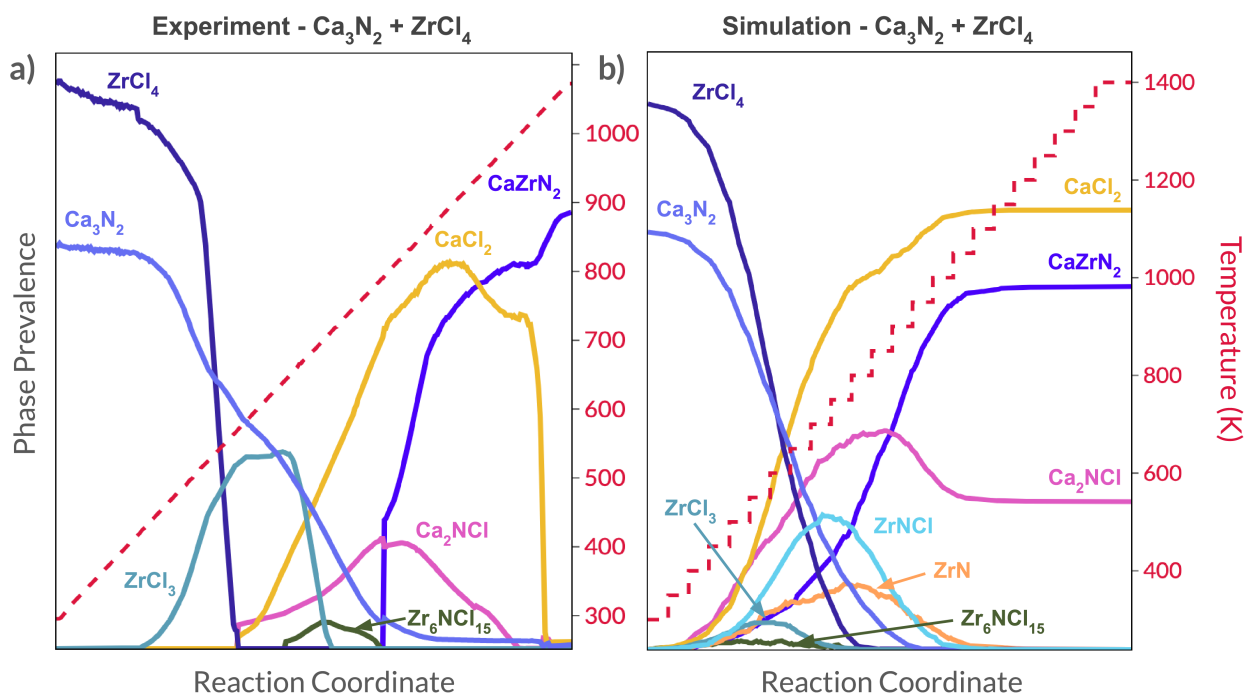 Experiment - Ca₃N₂ + ZrCl₄
Simulation - Ca₃N₂ + ZrCl₄
a)
b)
Phase Prevalence
ZrCl₄
Ca₃N₂
ZrCl₃
CaCl₂
CaZrN₂
Ca₂NCl
Zr₆NCl₁₅
1000
900
800
700
600
500
400
300
Reaction Coordinate
ZrCl₄
Ca₃N₂
CaCl₂
CaZrN₂
Ca₂NCl
ZrCl₃
ZrNCl
ZrN
Zr₆NCl₁₅
1400
1200
1000
800
600
400
Temperature (K)
Reaction Coordinate